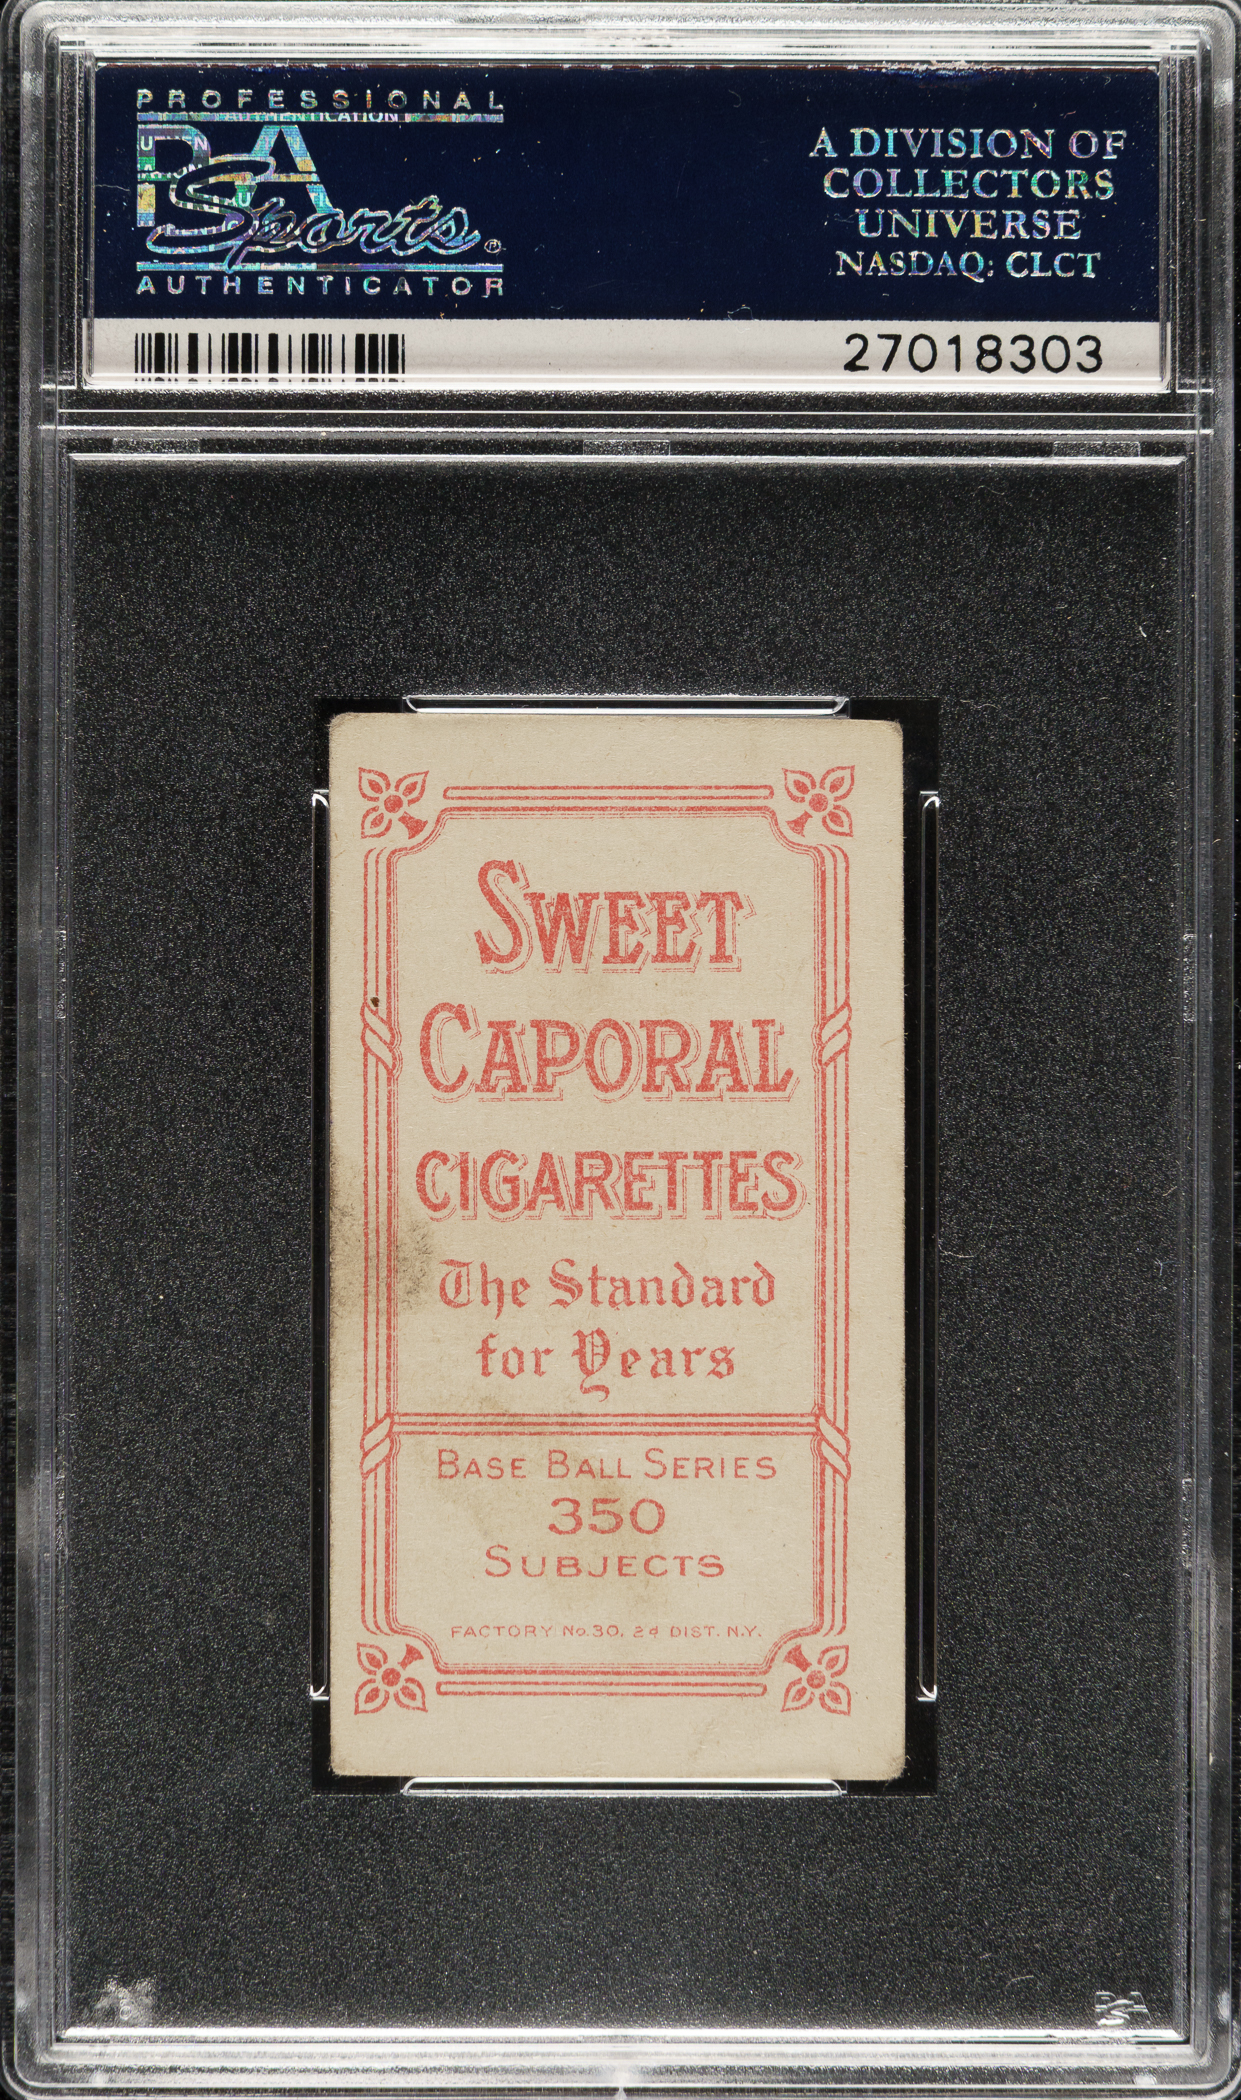 PROFESSIONAL
PSA
Sports
AUTHENTICATOR
A DIVISION OF
COLLECTORS
UNIVERSE
NASDAQ: CLCT
27018303
SWEET
CAPORAL
CIGARETTES
The Standard
for Years
BASE BALL SERIES
350
SUBJECTS
FACTORY No. 30, 2d DIST. N.Y.
PSA